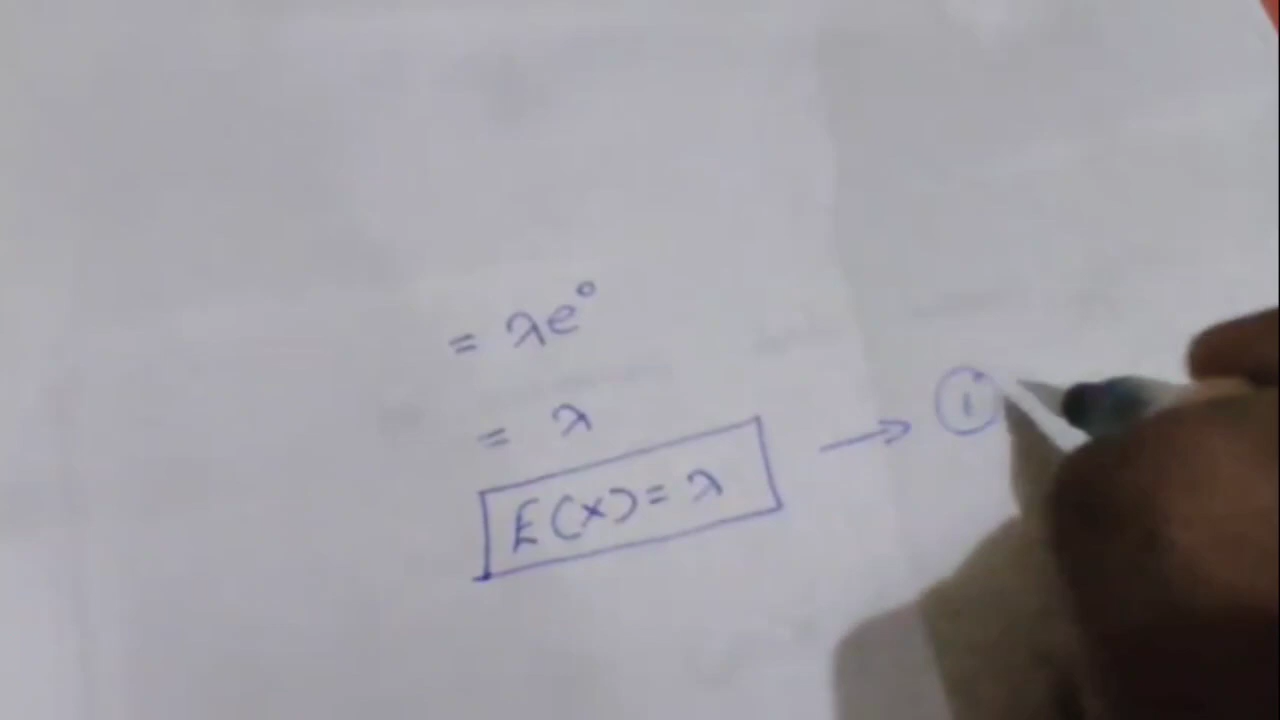 = λe⁰
= λ
E(x) = λ → ①